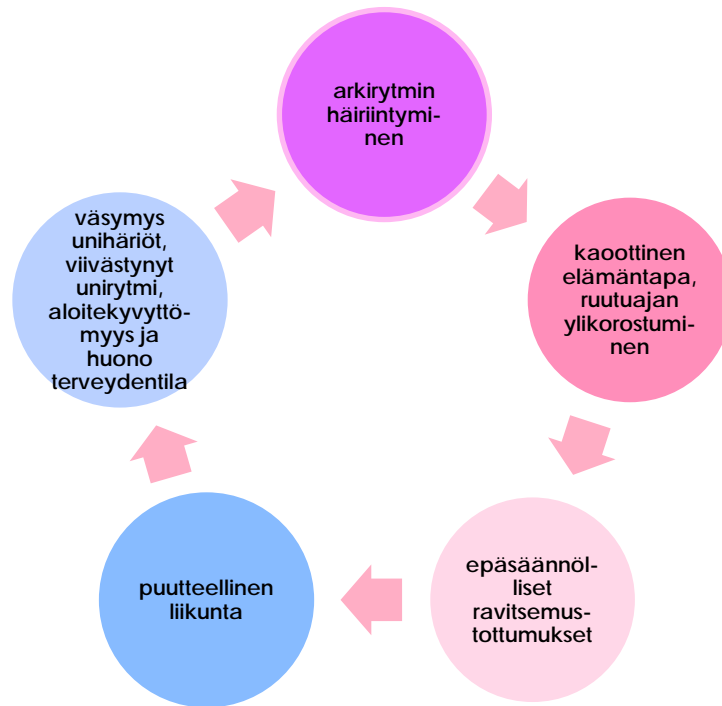 arkirytmin
häiriintymi-
nen
kaoottinen
elämäntapa,
ruutuajan
ylikorostumi-
nen
epäsäännöl-
liset
ravitsemus-
tottumukset
puutteellinen
liikunta
väsymys
unihäriöt,
viivästynyt
unirytmi,
aloitekyvyttö-
myys ja
huono
terveydentila